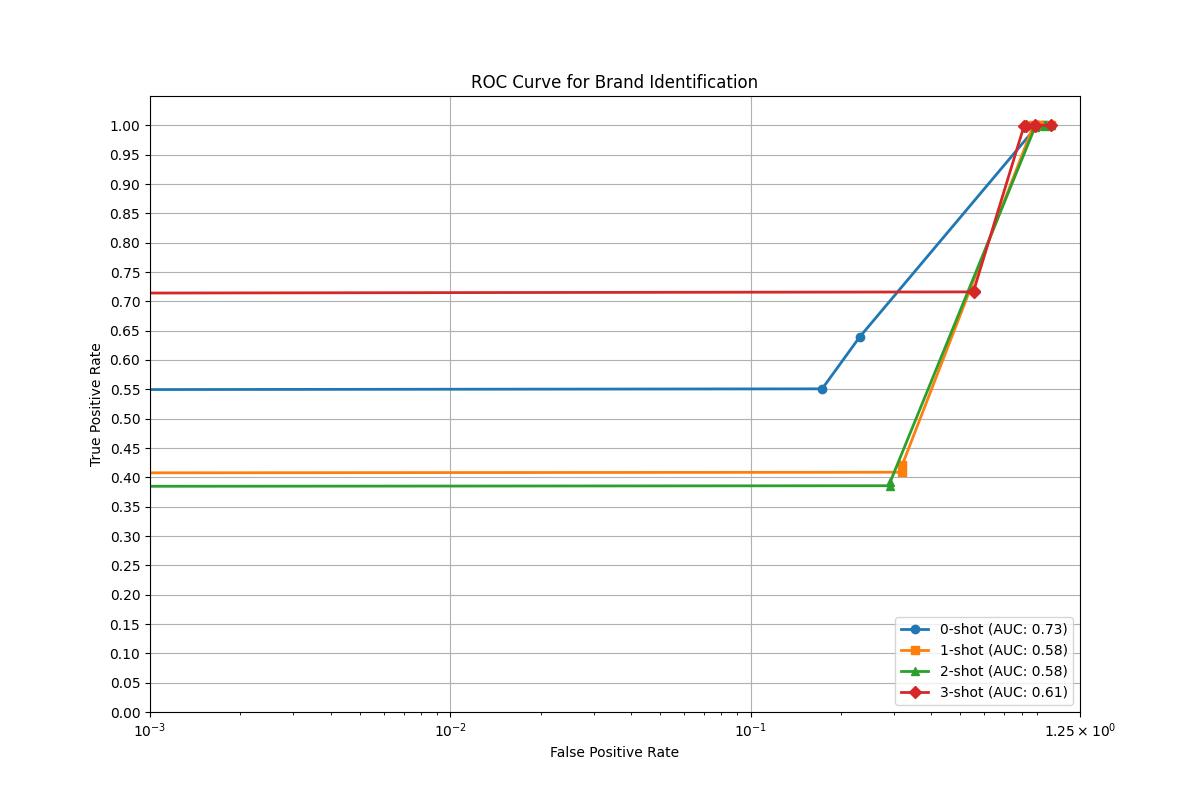 ROC Curve for Brand Identification
True Positive Rate
1.00
0.95
0.90
0.85
0.80
0.75
0.70
0.65
0.60
0.55
0.50
0.45
0.40
0.35
0.30
0.25
0.20
0.15
0.10
0.05
0.00
0-shot (AUC: 0.73)
1-shot (AUC: 0.58)
2-shot (AUC: 0.58)
3-shot (AUC: 0.61)
10⁻³ 10⁻² 10⁻¹ 1.25 × 10⁰
False Positive Rate